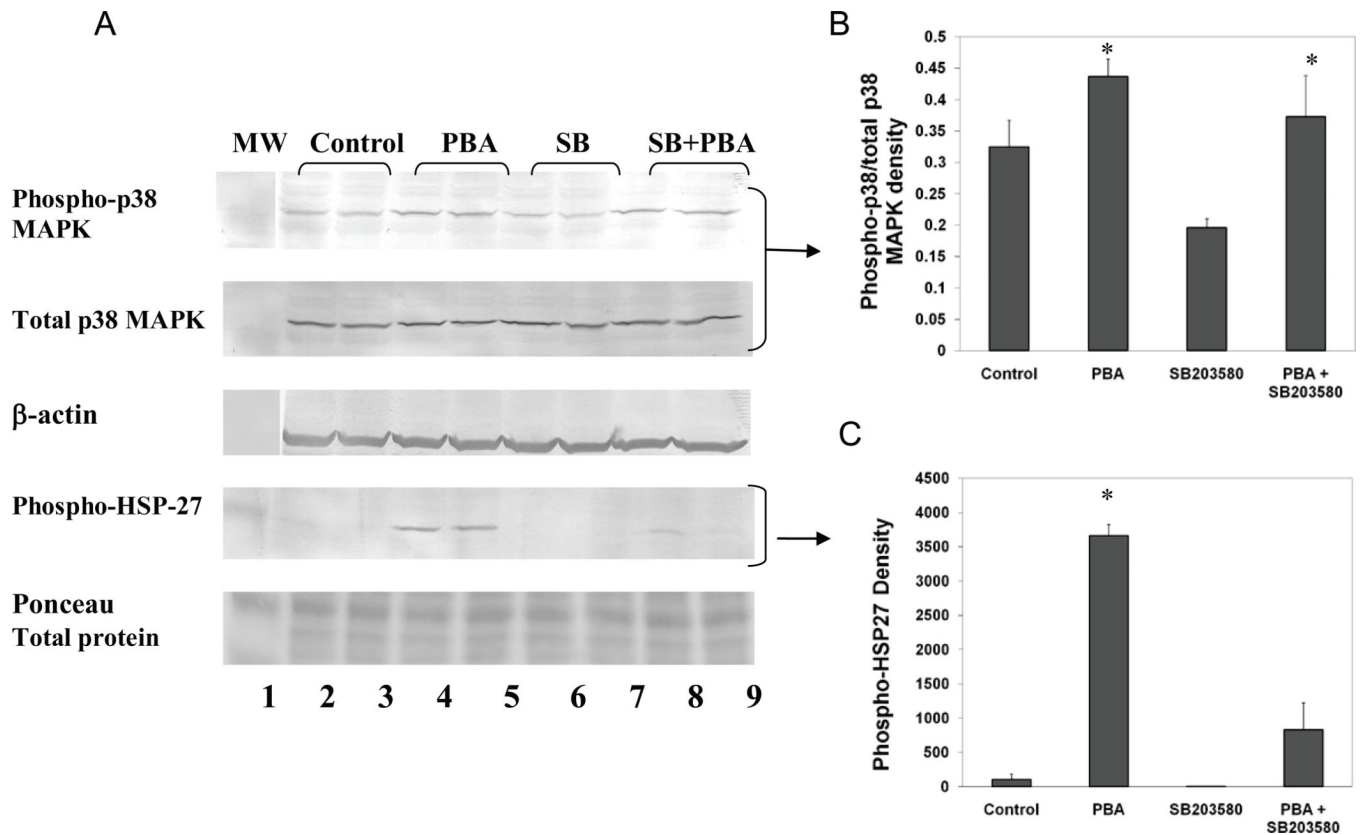 A
MW Control PBA SB SB+PBA
Phospho-p38
MAPK
Total p38 MAPK
β-actin
Phospho-HSP-27
Ponceau
Total protein
1 2 3 4 5 6 7 8 9
B
Phospho-p38/total p38
MAPK density
0.5
0.45
0.4
0.35
0.3
0.25
0.2
0.15
0.1
0.05
0
*
*
Control PBA SB203580 PBA +
SB203580
C
Phospho-HSP27 Density
4500
4000
3500
3000
2500
2000
1500
1000
500
0
*
Control PBA SB203580 PBA +
SB203580